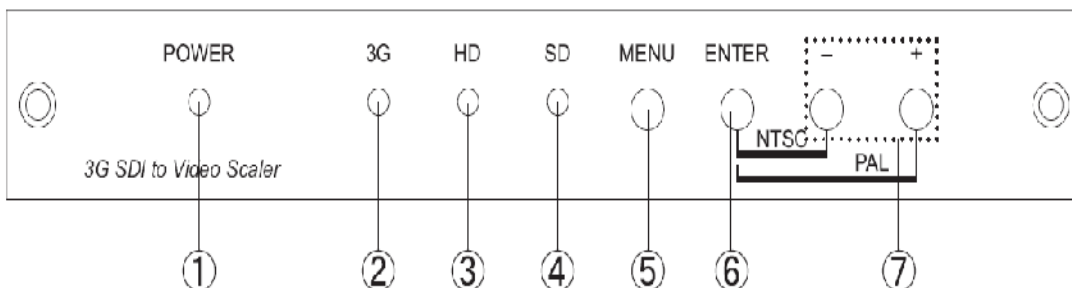 POWER 3G HD SD MENU ENTER − +
NTSC
PAL
3G SDI to Video Scaler
① ② ③ ④ ⑤ ⑥ ⑦